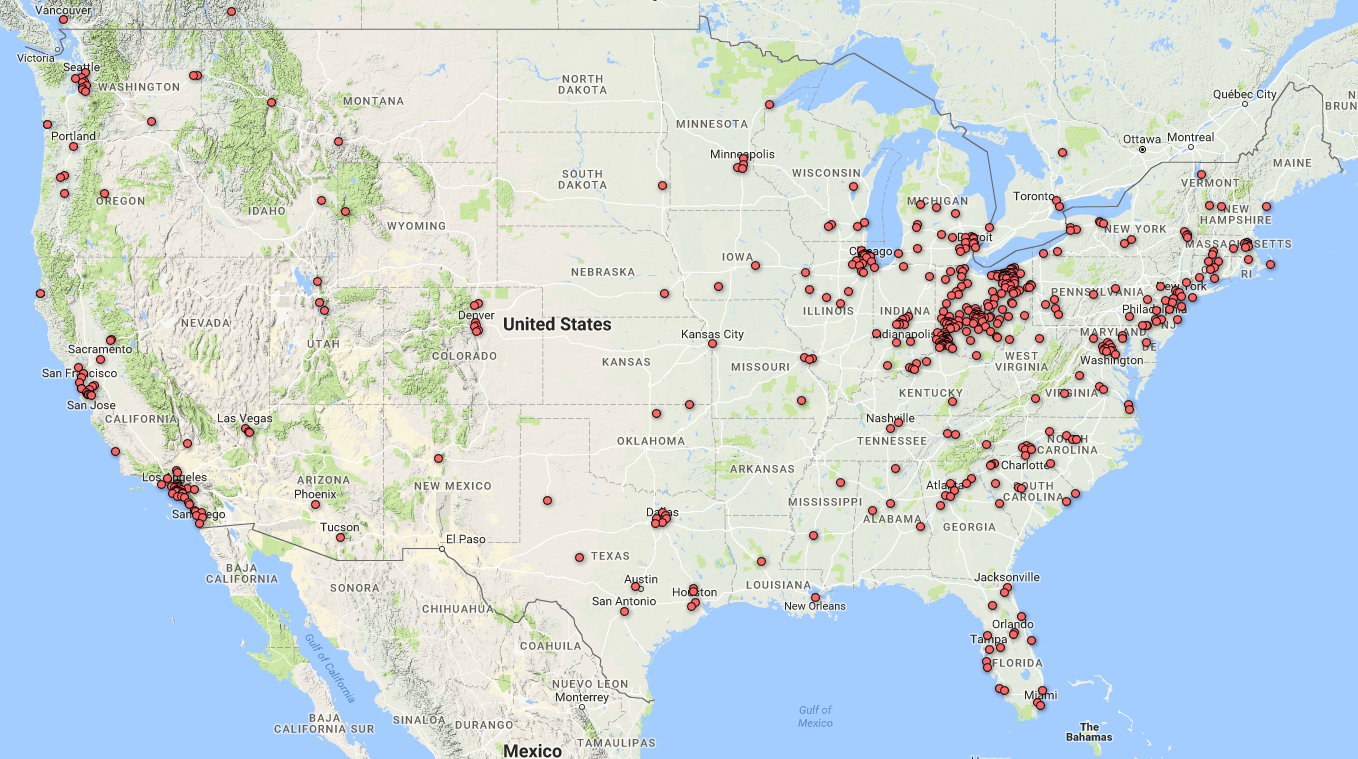 Vancouver
Victoria
Seattle
WASHINGTON
MONTANA
NORTH
DAKOTA
MINNESOTA
Québec City
Ottawa
Montreal
MAINE
Portland
Minneapolis
WISCONSIN
SOUTH
DAKOTA
OREGON
IDAHO
WYOMING
MICHIGAN
Toronto
VERMONT
NEW
HAMPSHIRE
NEW YORK
MASSACHUSETTS
RI
Detroit
Chicago
IOWA
NEBRASKA
PENNSYLVANIA
New York
Philadelphia
NJ
ILLINOIS
INDIANA
Indianapolis
MARYLAND
DE
Washington
NEVADA
UTAH
Denver
COLORADO
United States
Kansas City
KANSAS
MISSOURI
WEST
VIRGINIA
VIRGINIA
KENTUCKY
Sacramento
San Francisco
San Jose
CALIFORNIA
Las Vegas
Nashville
TENNESSEE
NORTH
CAROLINA
Charlotte
OKLAHOMA
ARKANSAS
Los Angeles
ARIZONA
Phoenix
NEW MEXICO
San Diego
Tucson
El Paso
Dallas
MISSISSIPPI
Atlanta
SOUTH
CAROLINA
ALABAMA
GEORGIA
TEXAS
BAJA
CALIFORNIA
SONORA
CHIHUAHUA
Austin
San Antonio
Houston
LOUISIANA
New Orleans
Jacksonville
Orlando
Tampa
FLORIDA
Miami
Gulf of
California
COAHUILA
NUEVO LEON
Monterrey
Gulf of
Mexico
BAJA
CALIFORNIA SUR
SINALOA
DURANGO
TAMAULIPAS
Mexico
The
Bahamas